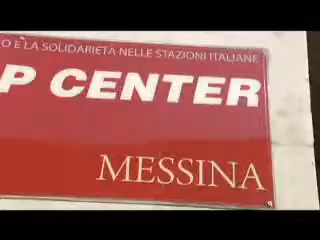 O E LA SOLIDARIETÀ NELLE STAZIONI ITALIANE
P CENTER
MESSINA